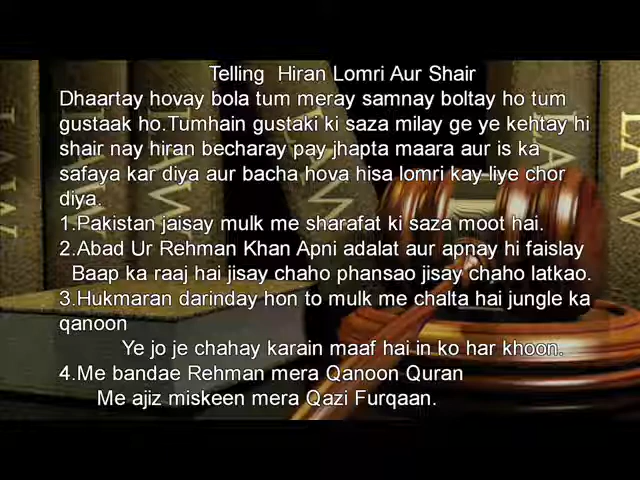 Telling Hiran Lomri Aur Shair
Dhaartay hovay bola tum meray samnay boltay ho tum
gustaak ho.Tumhain gustaki ki saza milay ge ye kehtay hi
shair nay hiran becharay pay jhapta maara aur is ka
safaya kar diya aur bacha hova hisa lomri kay liye chor
diya.
1.Pakistan jaisay mulk me sharafat ki saza moot hai.
2.Abad Ur Rehman Khan Apni adalat aur apnay hi faislay
Baap ka raaj hai jisay chaho phansao jisay chaho latkao.
3.Hukmaran darinday hon to mulk me chalta hai jungle ka
qanoon
Ye jo je chahay karain maaf hai in ko har khoon.
4.Me bandae Rehman mera Qanoon Quran
Me ajiz miskeen mera Qazi Furqaan.
LAW
LAW
LAW
LAW